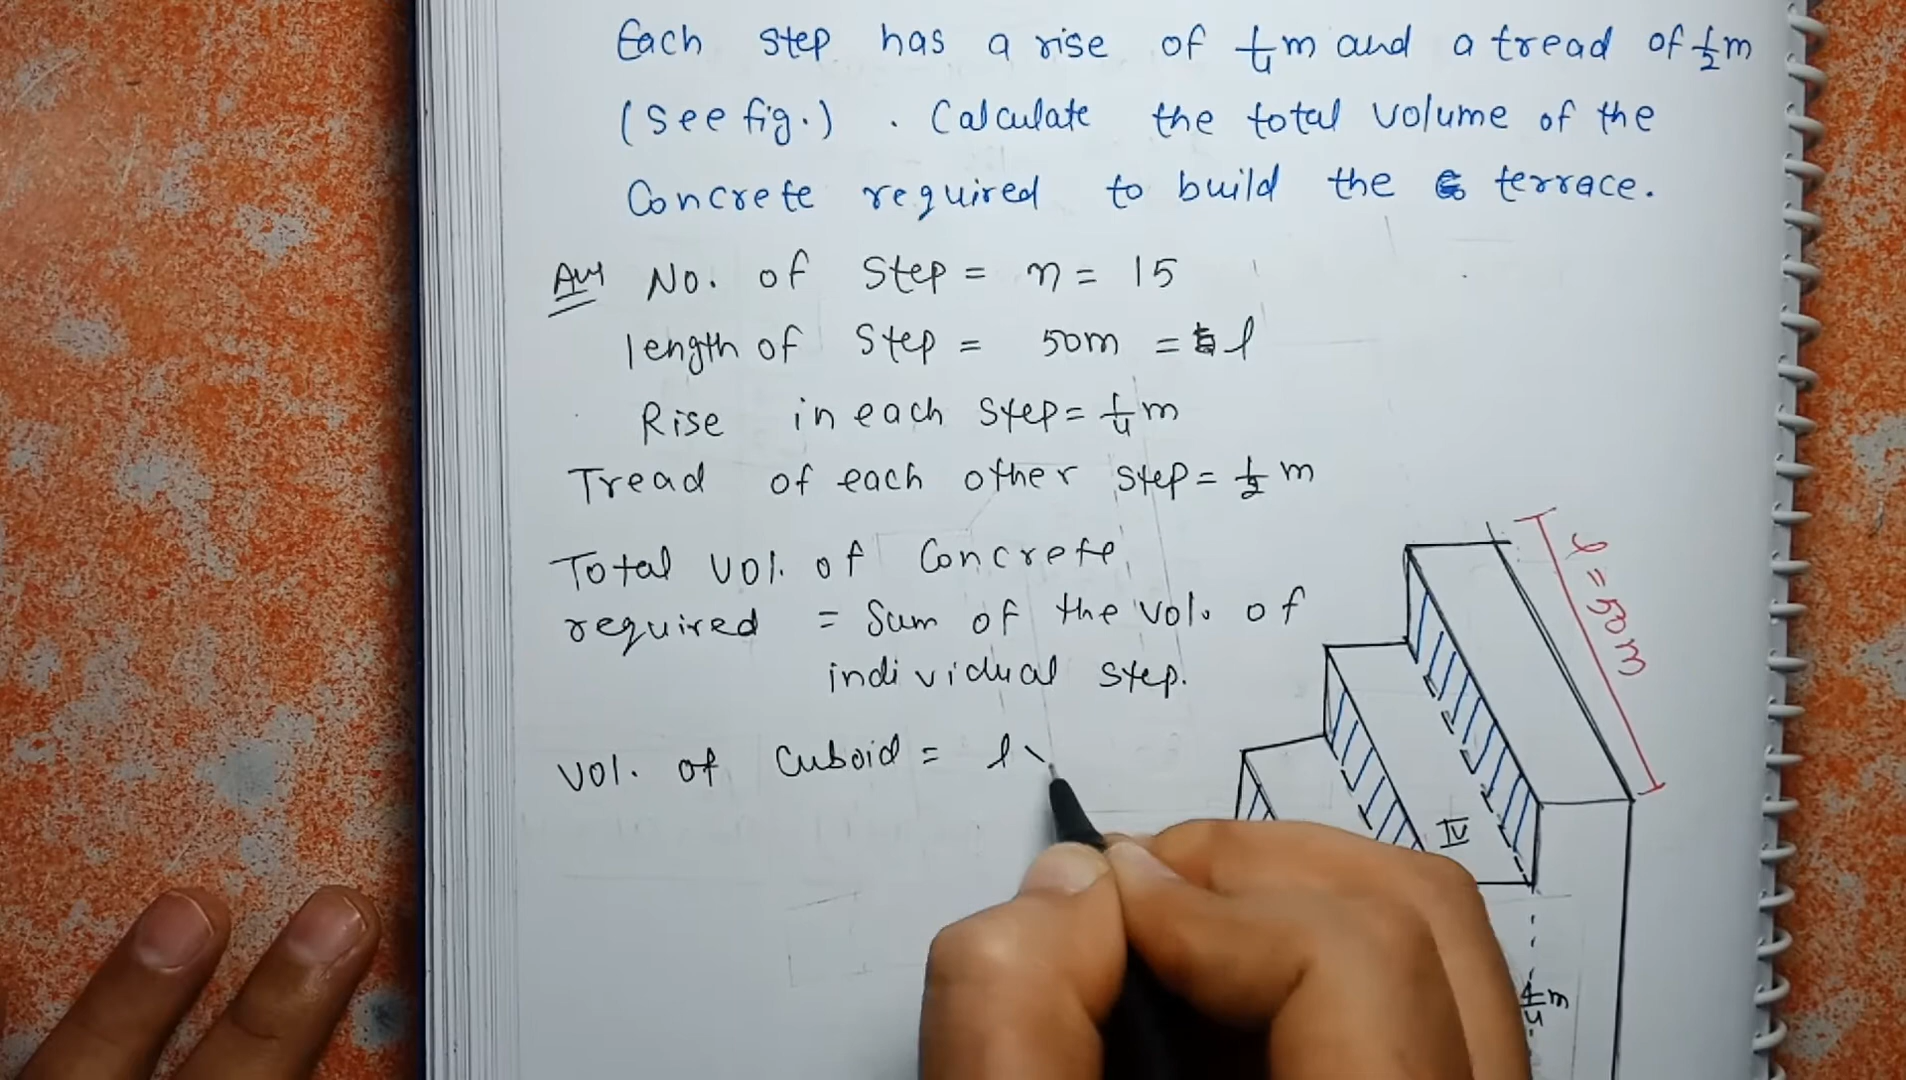 Each step has a rise of 1/4 m and a tread of 1/2 m
(see fig.) . Calculate the total volume of the
Concrete required to build the terrace.
Ans No. of Step = n = 15
length of Step = 50m = l
Rise in each step = 1/4 m
Tread of each other step = 1/2 m
Total vol. of Concrete
required = Sum of the vol. of
individual step.
vol. of Cuboid = l
l = 50m
IV
1/4 m